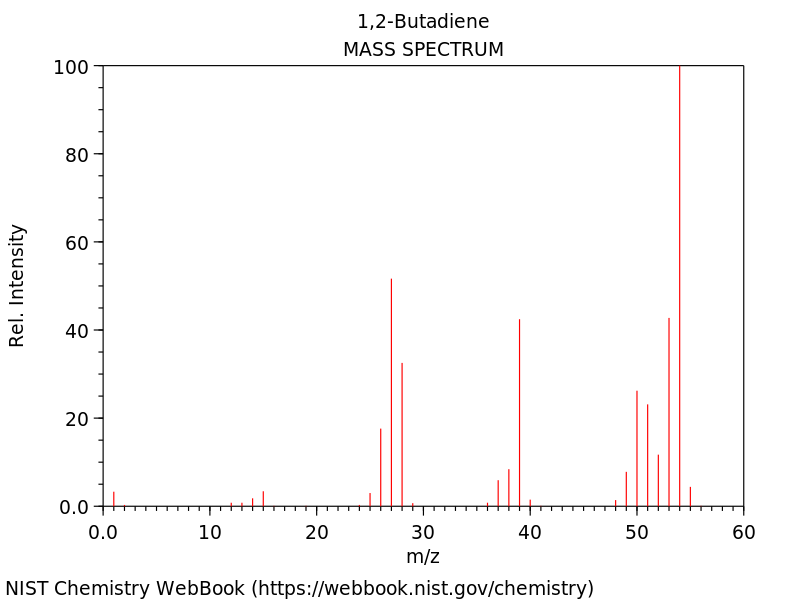 1,2-Butadiene
MASS SPECTRUM
100
80
60
40
20
0.0
Rel. Intensity
0.0 10 20 30 40 50 60
m/z
NIST Chemistry WebBook (https://webbook.nist.gov/chemistry)